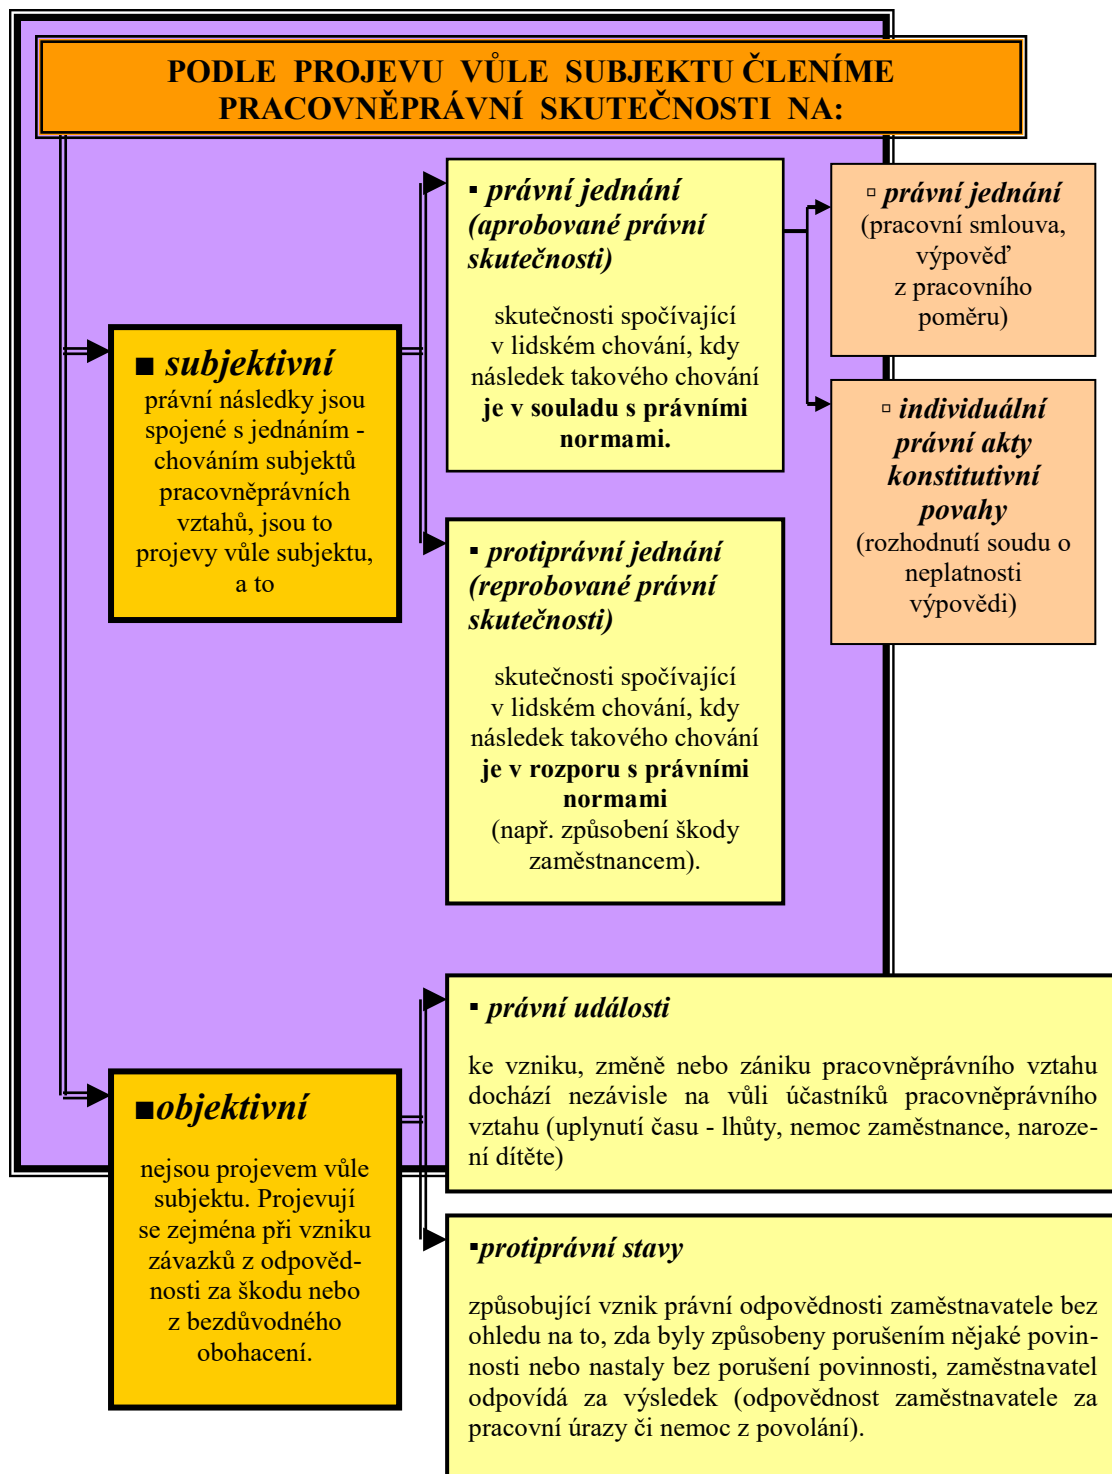 PODLE PROJEVU VŮLE SUBJEKTU ČLENÍME
PRACOVNĚPRÁVNÍ SKUTEČNOSTI NA:
■ subjektivní
právní následky jsou
spojené s jednáním -
chováním subjektů
pracovněprávních
vztahů, jsou to
projevy vůle subjektu,
a to
▪ právní jednání
(aprobované právní
skutečnosti)
skutečnosti spočívající
v lidském chování, kdy
následek takového chování
je v souladu s právními
normami.
▫ právní jednání
(pracovní smlouva,
výpověď
z pracovního
poměru)
▫ individuální
právní akty
konstitutivní
povahy
(rozhodnutí soudu o
neplatnosti
výpovědi)
▪ protiprávní jednání
(reprobované právní
skutečnosti)
skutečnosti spočívající
v lidském chování, kdy
následek takového chování
je v rozporu s právními
normami
(např. způsobení škody
zaměstnancem).
■objektivní
nejsou projevem vůle
subjektu. Projevují
se zejména při vzniku
závazků z odpověd-
nosti za škodu nebo
z bezdůvodného
obohacení.
▪ právní události
ke vzniku, změně nebo zániku pracovněprávního vztahu
dochází nezávisle na vůli účastníků pracovněprávního
vztahu (uplynutí času - lhůty, nemoc zaměstnance, naroze-
ní dítěte)
▪protiprávní stavy
způsobující vznik právní odpovědnosti zaměstnavatele bez
ohledu na to, zda byly způsobeny porušením nějaké povin-
nosti nebo nastaly bez porušení povinnosti, zaměstnavatel
odpovídá za výsledek (odpovědnost zaměstnavatele za
pracovní úrazy či nemoc z povolání).